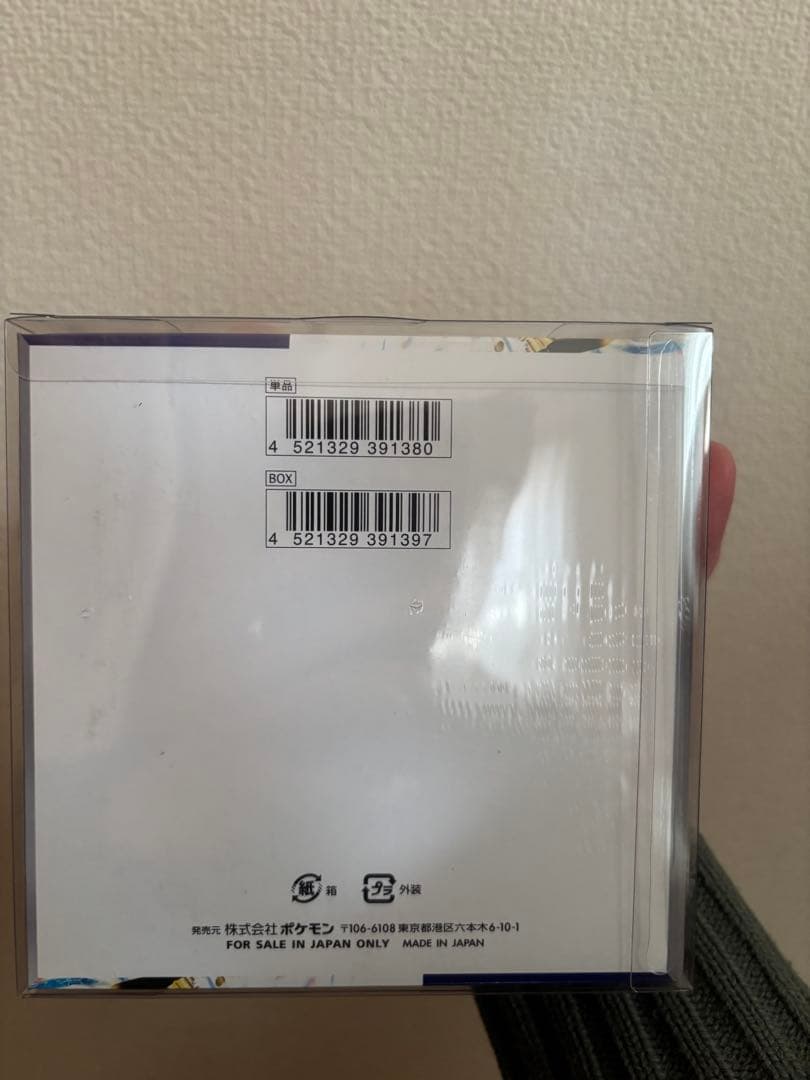 単品
4 521329 391380
BOX
4 521329 391397
紙 箱 プラ 外装
発売元 株式会社ポケモン 〒106-6108 東京都港区六本木6-10-1
FOR SALE IN JAPAN ONLY MADE IN JAPAN